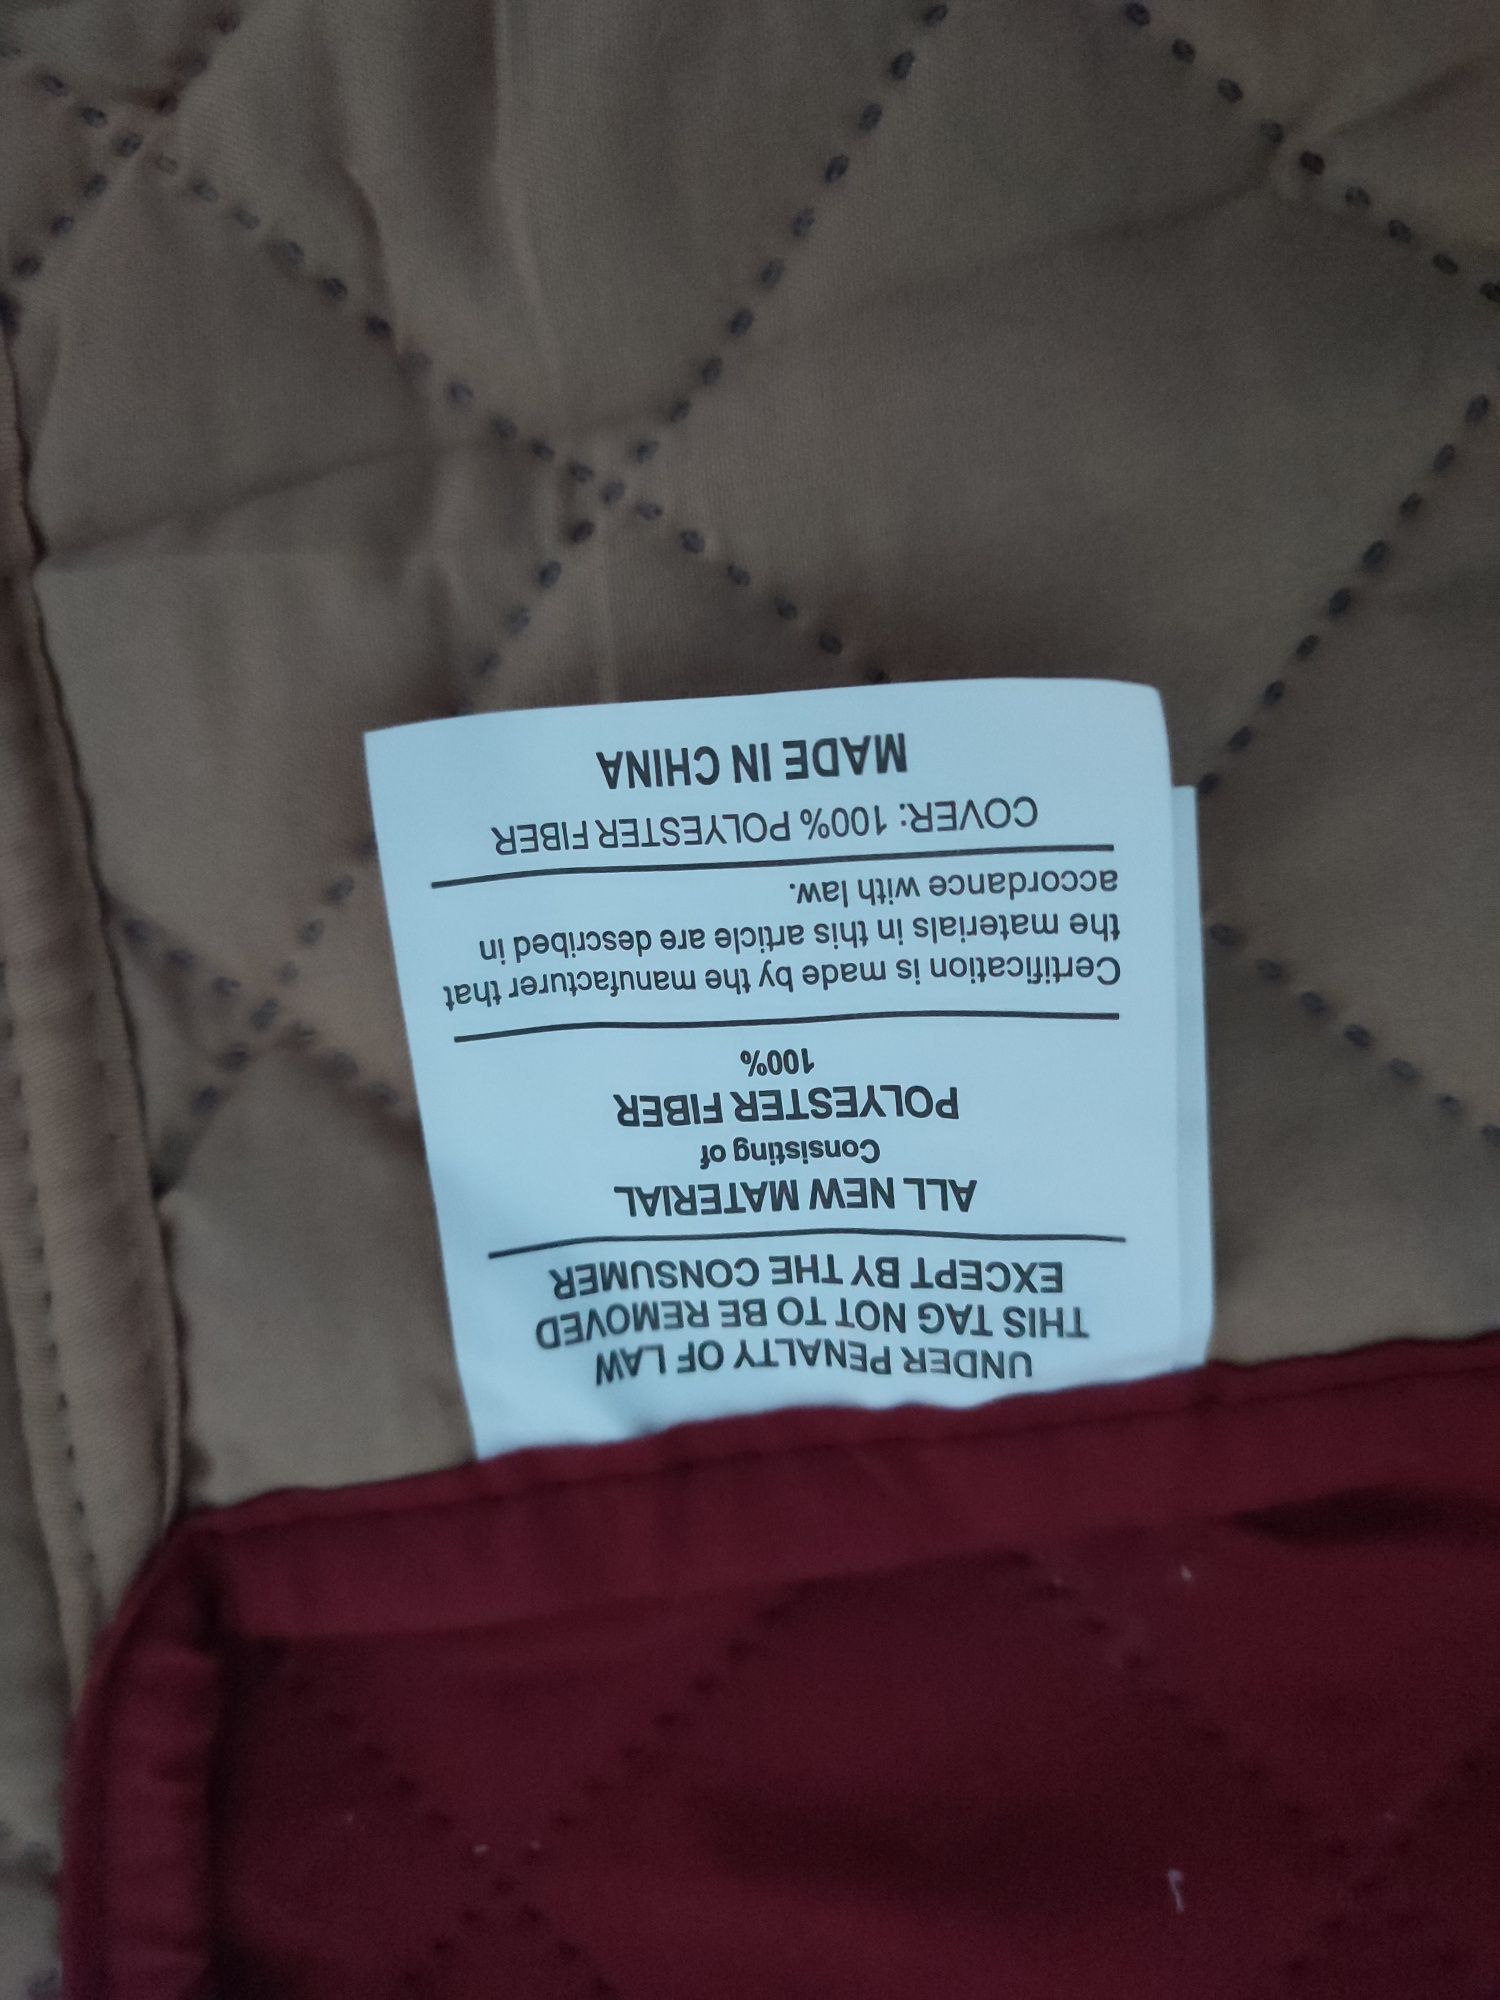 UNDER PENALTY OF LAW
THIS TAG NOT TO BE REMOVED
EXCEPT BY THE CONSUMER
ALL NEW MATERIAL
Consisting of
POLYESTER FIBER
100%
Certification is made by the manufacturer that
the materials in this article are described in
accordance with law.
COVER: 100% POLYESTER FIBER
MADE IN CHINA